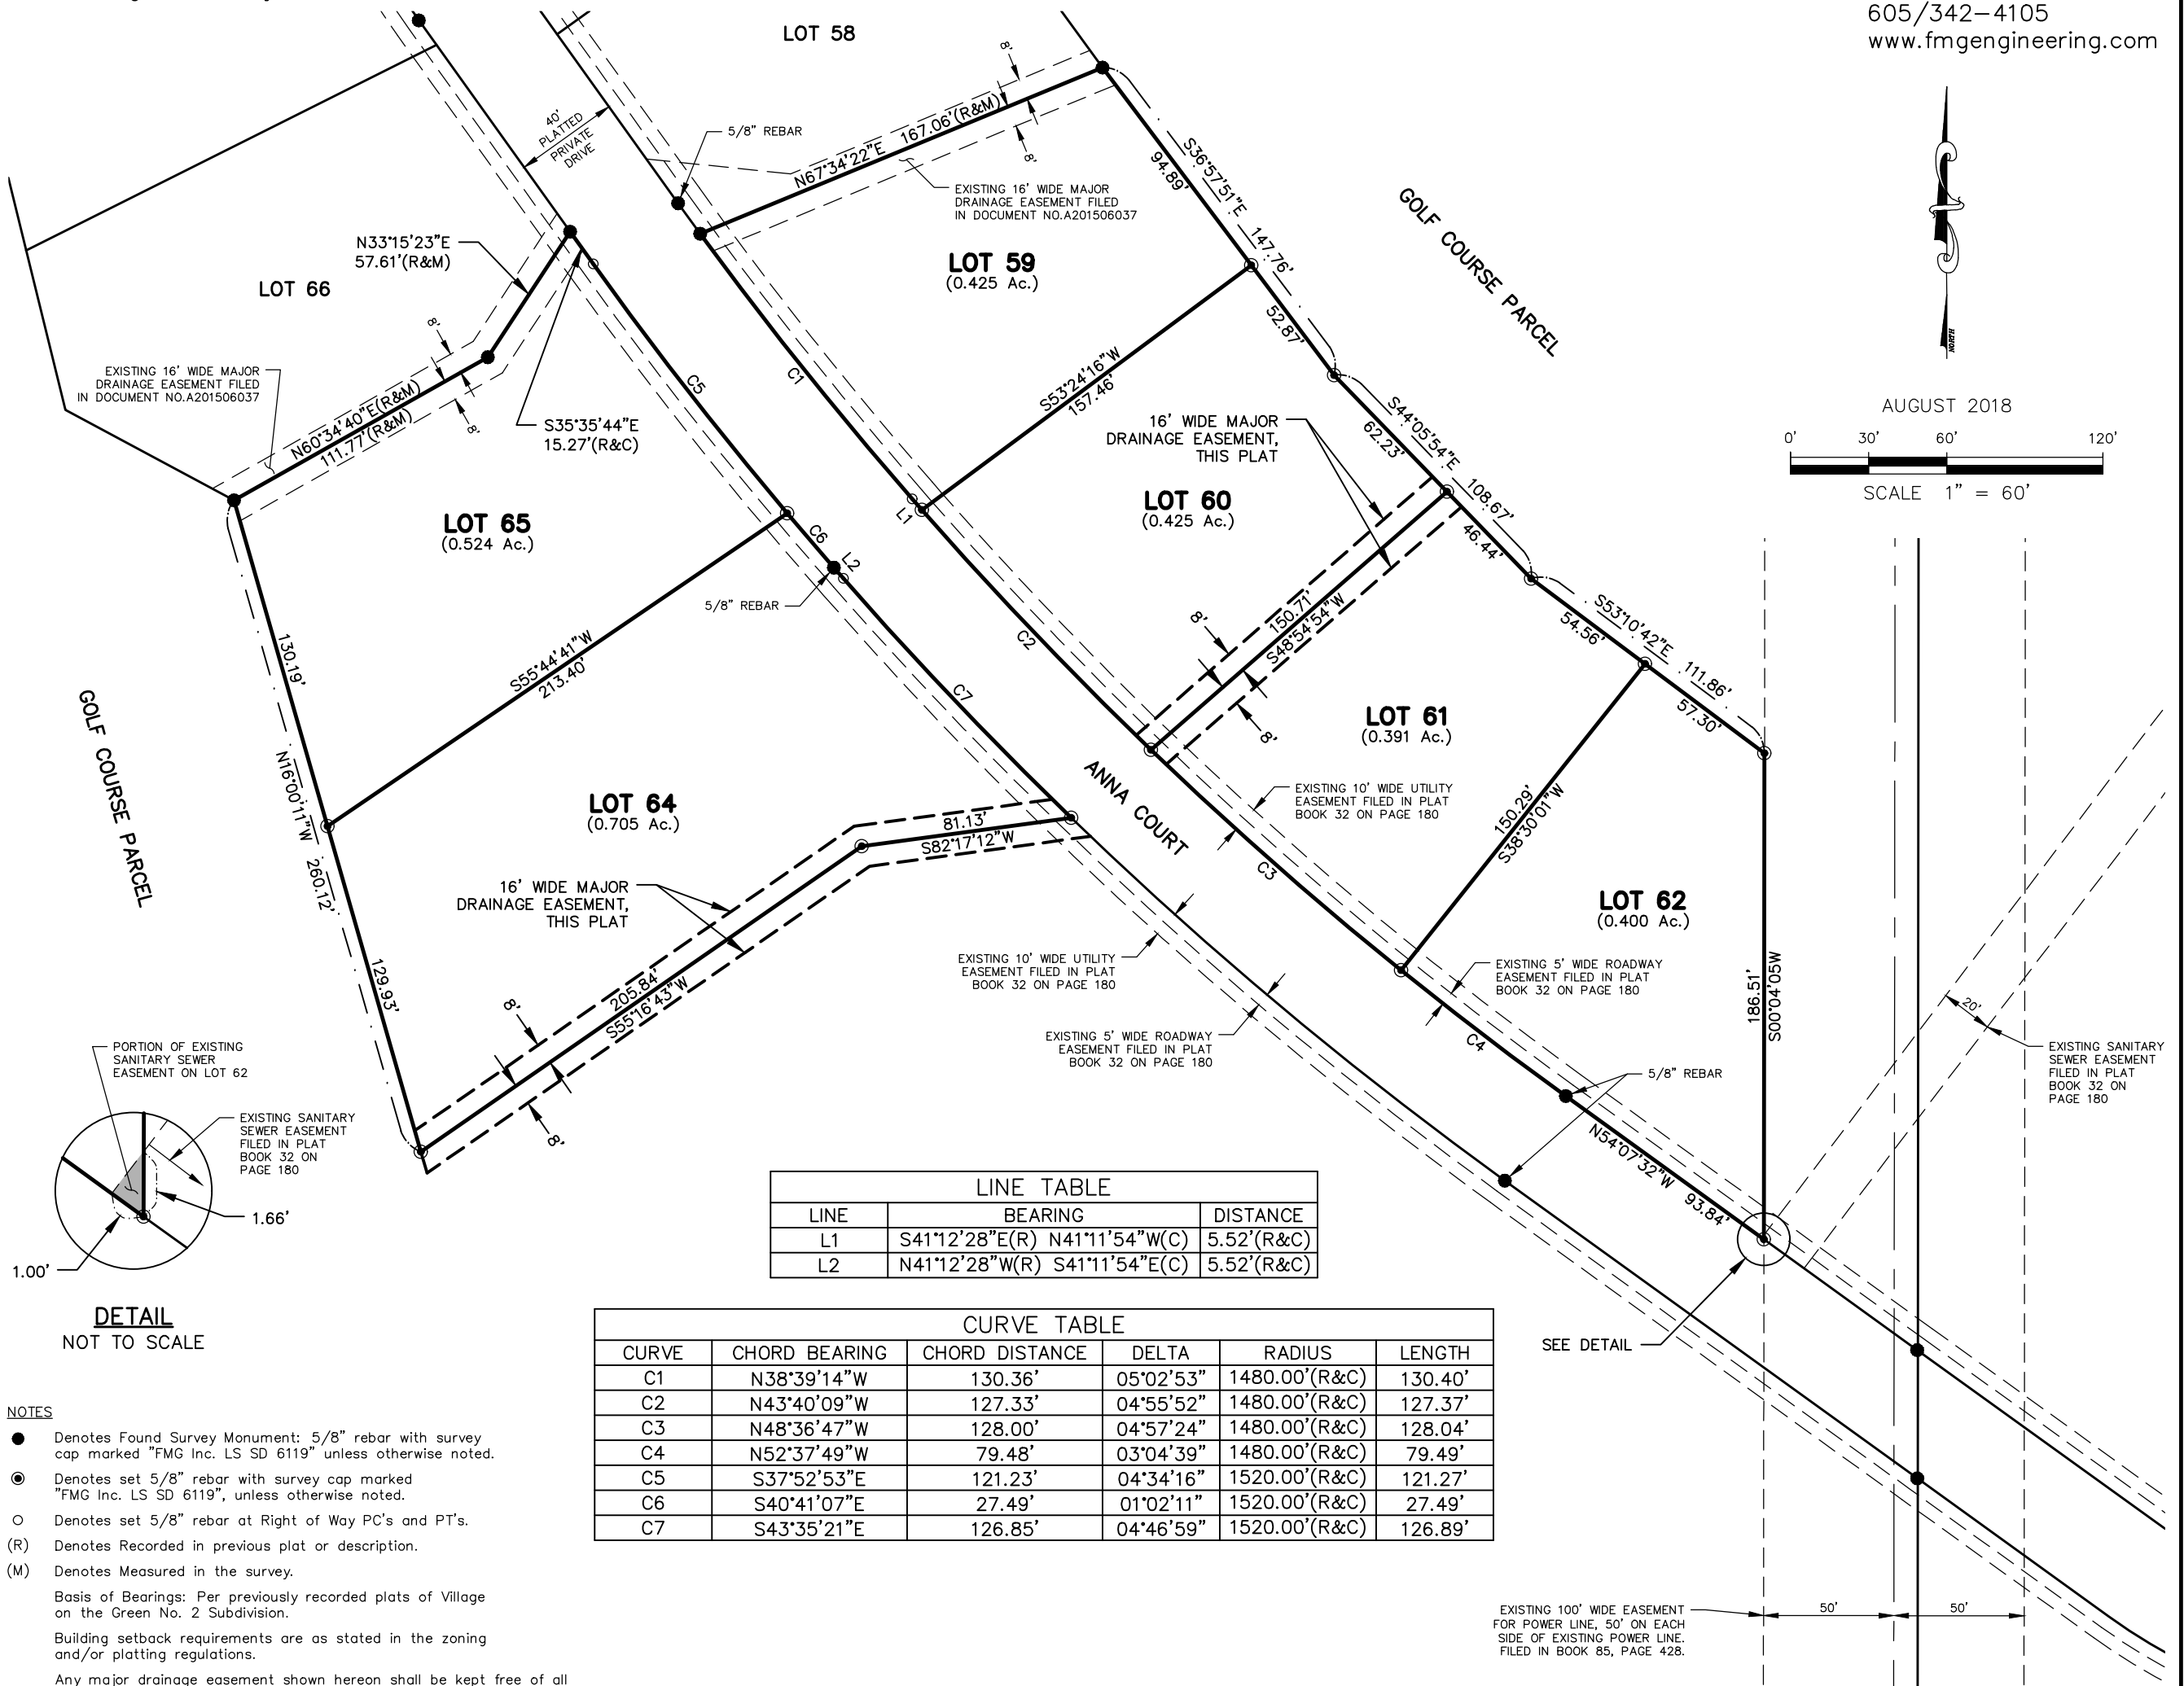 605/342-4105
www.fmgengineering.com
NORTH
AUGUST 2018
0' 30' 60' 120'
SCALE 1" = 60'
LOT 58
8'
8'
40'
PLATTED
PRIVATE
DRIVE
5/8" REBAR
N67°34'22"E 167.06'(R&M)
EXISTING 16' WIDE MAJOR
DRAINAGE EASEMENT FILED
IN DOCUMENT NO.A201506037
94.89'
S36°57'51"E 147.76'
52.87'
GOLF COURSE PARCEL
N33°15'23"E
57.61'(R&M)
LOT 66
LOT 59
(0.425 Ac.)
8'
8'
EXISTING 16' WIDE MAJOR
DRAINAGE EASEMENT FILED
IN DOCUMENT NO.A201506037
N60°34'40"E(R&M)
111.77'(R&M)
S35°35'44"E
15.27'(R&C)
C5
C1
S53°24'16"W
157.46'
16' WIDE MAJOR
DRAINAGE EASEMENT,
THIS PLAT
62.23'
S44°05'54"E 108.67'
46.44'
LOT 60
(0.425 Ac.)
LOT 65
(0.524 Ac.)
L1
C6
L2
5/8" REBAR
C2
8'
8'
150.71'
S48°54'54"W
54.56'
S53°10'42"E 111.86'
57.30'
130.19'
S55°44'41"W
213.40'
C7
LOT 61
(0.391 Ac.)
GOLF COURSE PARCEL
N16°00'11"W 260.12'
LOT 64
(0.705 Ac.)
81.13'
S82°17'12"W
ANNA COURT
EXISTING 10' WIDE UTILITY
EASEMENT FILED IN PLAT
BOOK 32 ON PAGE 180
150.29'
S38°30'01"W
C3
LOT 62
(0.400 Ac.)
16' WIDE MAJOR
DRAINAGE EASEMENT,
THIS PLAT
129.93'
8'
8'
205.84'
S55°16'43"W
EXISTING 10' WIDE UTILITY
EASEMENT FILED IN PLAT
BOOK 32 ON PAGE 180
EXISTING 5' WIDE ROADWAY
EASEMENT FILED IN PLAT
BOOK 32 ON PAGE 180
186.51'
S00°04'05W
20'
EXISTING SANITARY
SEWER EASEMENT
FILED IN PLAT
BOOK 32 ON
PAGE 180
EXISTING 5' WIDE ROADWAY
EASEMENT FILED IN PLAT
BOOK 32 ON PAGE 180
C4
5/8" REBAR
N54°07'32"W 93.84'
PORTION OF EXISTING
SANITARY SEWER
EASEMENT ON LOT 62
EXISTING SANITARY
SEWER EASEMENT
FILED IN PLAT
BOOK 32 ON
PAGE 180
1.66'
1.00'
DETAIL
NOT TO SCALE
SEE DETAIL
LINE TABLE
LINE BEARING DISTANCE
L1 S41°12'28"E(R) N41°11'54"W(C) 5.52'(R&C)
L2 N41°12'28"W(R) S41°11'54"E(C) 5.52'(R&C)
CURVE TABLE
CURVE CHORD BEARING CHORD DISTANCE DELTA RADIUS LENGTH
C1 N38°39'14"W 130.36' 05°02'53" 1480.00'(R&C) 130.40'
C2 N43°40'09"W 127.33' 04°55'52" 1480.00'(R&C) 127.37'
C3 N48°36'47"W 128.00' 04°57'24" 1480.00'(R&C) 128.04'
C4 N52°37'49"W 79.48' 03°04'39" 1480.00'(R&C) 79.49'
C5 S37°52'53"E 121.23' 04°34'16" 1520.00'(R&C) 121.27'
C6 S40°41'07"E 27.49' 01°02'11" 1520.00'(R&C) 27.49'
C7 S43°35'21"E 126.85' 04°46'59" 1520.00'(R&C) 126.89'
NOTES
Denotes Found Survey Monument: 5/8" rebar with survey
cap marked "FMG Inc. LS SD 6119" unless otherwise noted.
Denotes set 5/8" rebar with survey cap marked
"FMG Inc. LS SD 6119", unless otherwise noted.
Denotes set 5/8" rebar at Right of Way PC's and PT's.
(R) Denotes Recorded in previous plat or description.
(M) Denotes Measured in the survey.
Basis of Bearings: Per previously recorded plats of Village
on the Green No. 2 Subdivision.
Building setback requirements are as stated in the zoning
and/or platting regulations.
Any major drainage easement shown hereon shall be kept free of all
EXISTING 100' WIDE EASEMENT
FOR POWER LINE, 50' ON EACH
SIDE OF EXISTING POWER LINE.
FILED IN BOOK 85, PAGE 428.
50' 50'